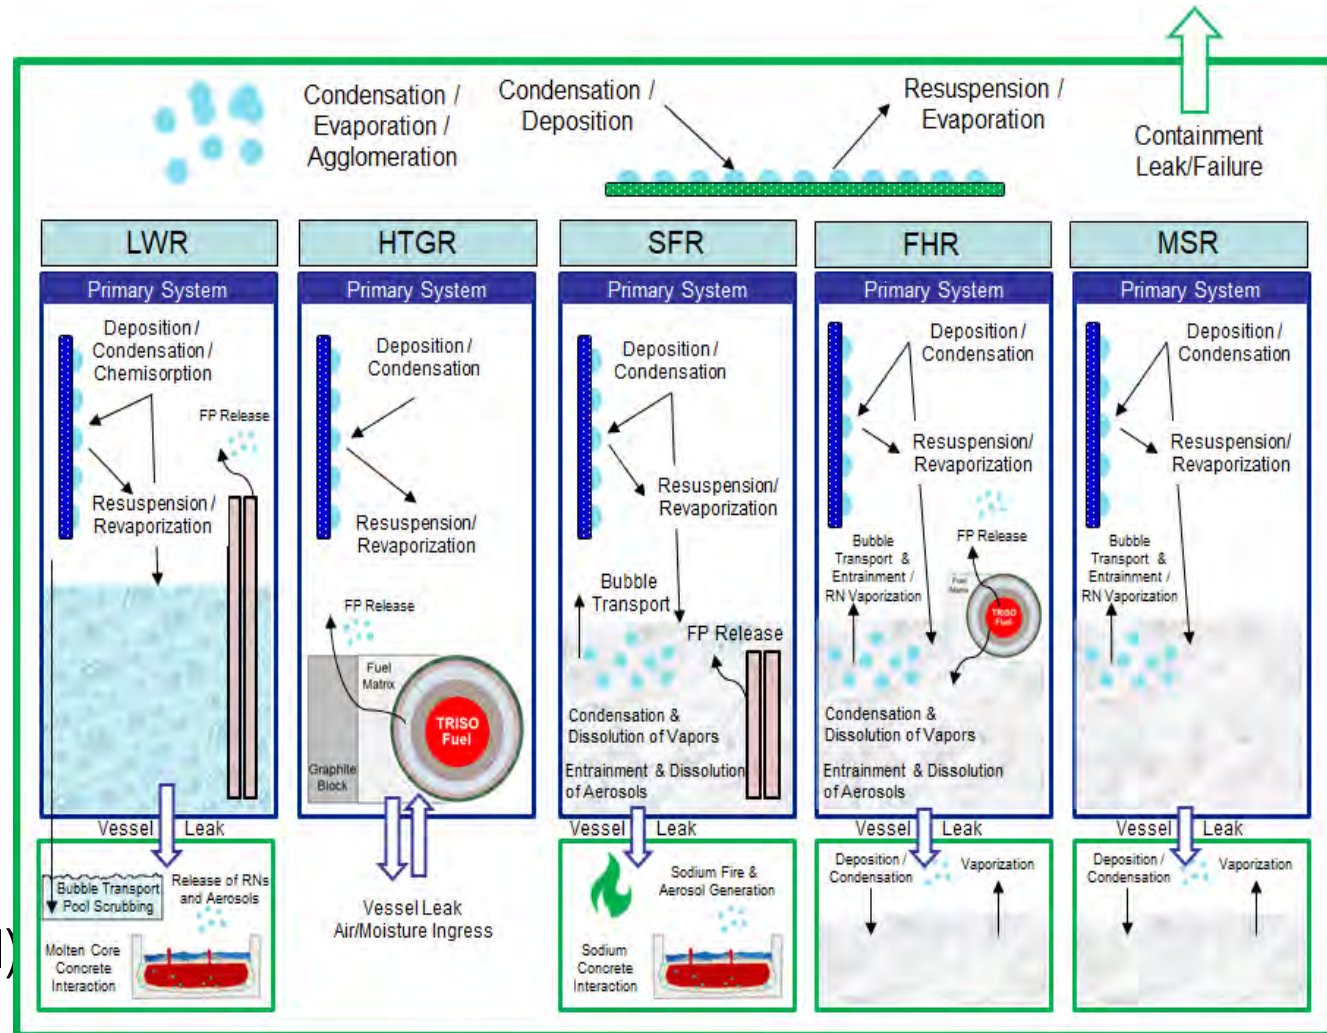 Condensation /
Evaporation /
Agglomeration
Condensation /
Deposition
Resuspension /
Evaporation
Containment
Leak/Failure
LWR
Primary System
Deposition /
Condensation /
Chemisorption
FP Release
Resuspension /
Revaporization
Vessel Leak
Bubble Transport
Pool Scrubbing
Release of RNs
and Aerosols
Molten Core
Concrete
Interaction
HTGR
Primary System
Deposition /
Condensation
Resuspension/
Revaporization
FP Release
Fuel
Matrix
TRISO
Fuel
Graphite
Block
Vessel Leak
Air/Moisture Ingress
SFR
Primary System
Deposition /
Condensation
Resuspension/
Revaporization
Bubble
Transport
FP Release
Condensation &
Dissolution of Vapors
Entrainment & Dissolution
of Aerosols
Vessel Leak
Sodium Fire &
Aerosol Generation
Sodium
Concrete
Interaction
FHR
Primary System
Deposition /
Condensation
Resuspension/
Revaporization
Bubble
Transport &
Entrainment /
RN Vaporization
FP Release
Fuel
Matrix
TRISO
Fuel
Condensation &
Dissolution of Vapors
Entrainment & Dissolution
of Aerosols
Vessel Leak
Deposition /
Condensation
Vaporization
MSR
Primary System
Deposition /
Condensation
Resuspension/
Revaporization
Bubble
Transport &
Entrainment /
RN Vaporization
Vessel Leak
Deposition /
Condensation
Vaporization